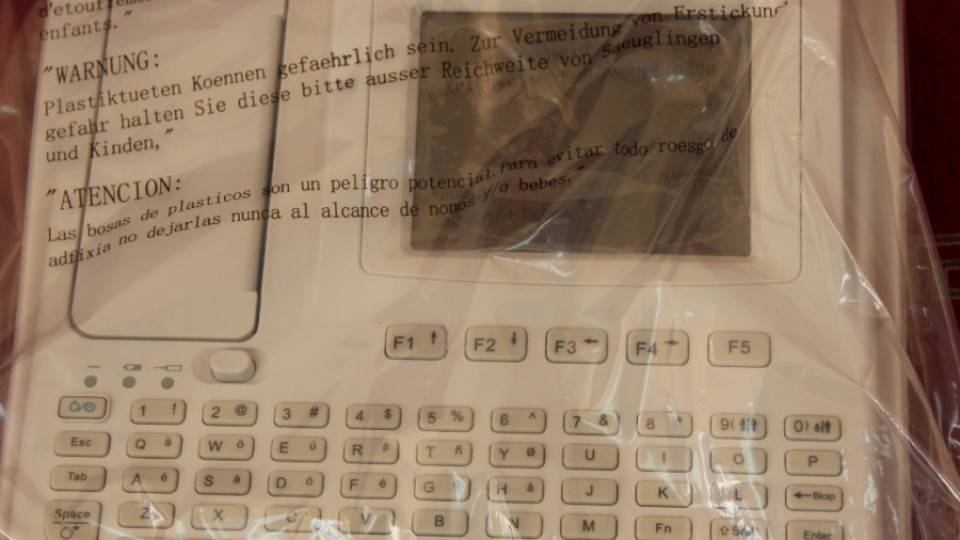 enfants."
"WARNUNG:
Plastiktueten Koennen gefaehrlich sein. Zur Vermeidung von Erstickung
gefahr halten Sie diese bitte ausser Reichweite von Saeuglingen
und Kinden,"
"ATENCION:
Las bosas de plasticos son un peligro potencial. Para evitar todo roesgo de
adfixia no dejarlas nunca al alcance de nonos y/o bebes."
F1 F2 F3 F4 F5
1 ! 2 @ 3 # 4 $ 5 % 6 ^ 7 & 8 9( 0)
Esc Q ä W ö E ü R β T ñ Y Ø U I O P
Tab A S D F G H J K L Bksp
Space Z X C V B N M Fn Shift Enter